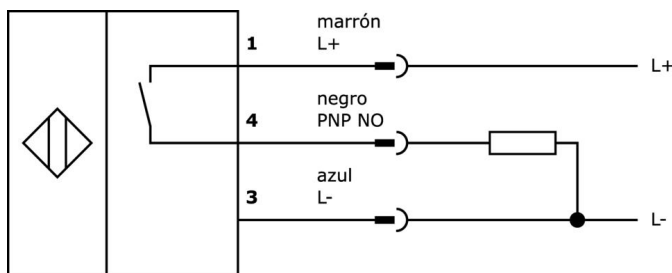 marrón
1 L+
L+
negro
4 PNP NO
azul
3 L-
L-